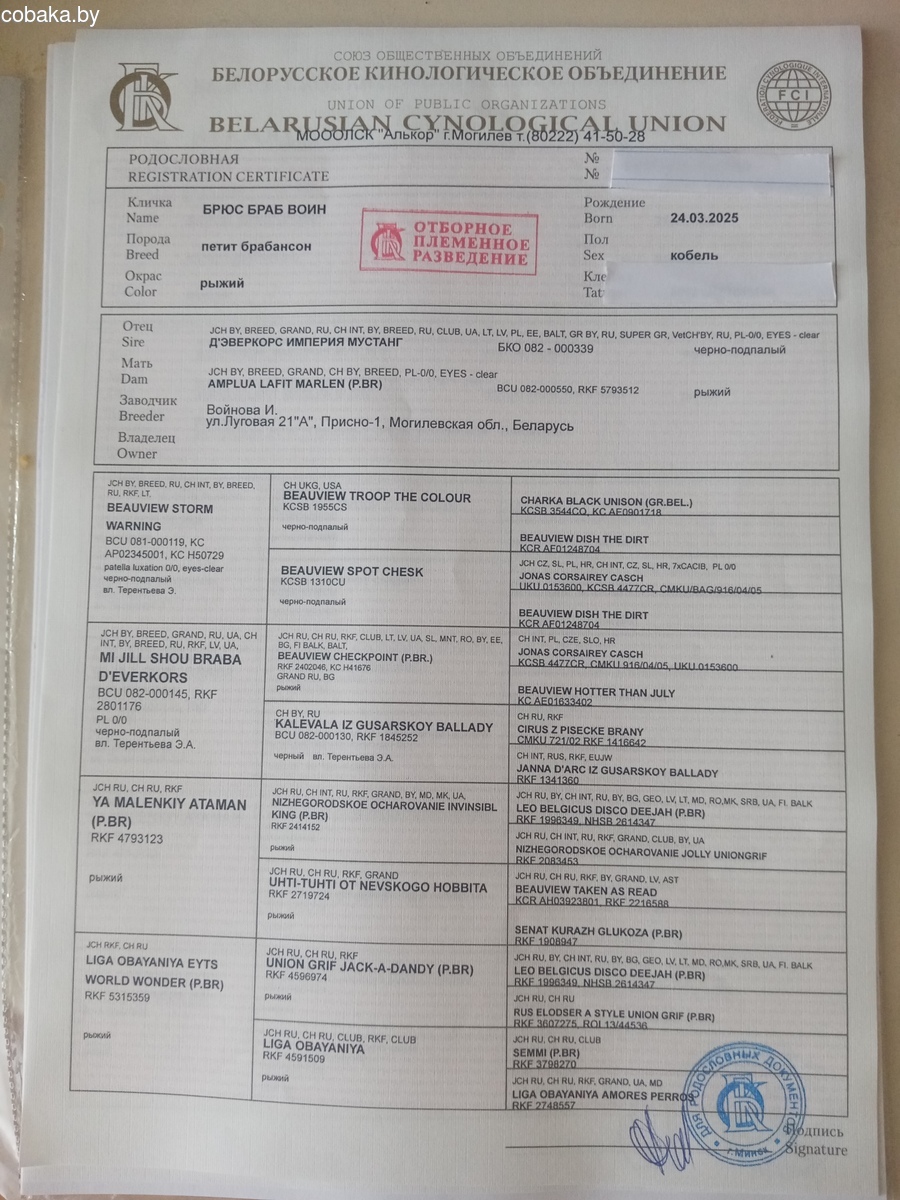 cobaka.by
СОЮЗ ОБЩЕСТВЕННЫХ ОБЪЕДИНЕНИЙ
БЕЛОРУССКОЕ КИНОЛОГИЧЕСКОЕ ОБЪЕДИНЕНИЕ
UNION OF PUBLIC ORGANIZATIONS
BELARUSIAN CYNOLOGICAL UNION
МОООЛСК "Алькор" г.Могилев т.(80222) 41-50-28
FEDERATION CYNOLOGIQUE INTERNATIONALE
FCI
РОДОСЛОВНАЯ
REGISTRATION CERTIFICATE
№
№
Кличка
Name
БРЮС БРАБ ВОИН
Рождение
Born
24.03.2025
Порода
Breed
петит брабансон
ОТБОРНОЕ
ПЛЕМЕННОЕ
РАЗВЕДЕНИЕ
Пол
Sex
кобель
Окрас
Color
рыжий
Кле
Tat
Отец
Sire
JCH BY, BREED, GRAND, RU, CH INT, BY, BREED, RU, CLUB, UA, LT, LV, PL, EE, BALT, GR BY, RU, SUPER GR, VetCH'BY, RU, PL-0/0, EYES - clear
Д'ЭВЕРКОРС ИМПЕРИЯ МУСТАНГ
БКО 082 - 000339
черно-подпалый
Мать
Dam
JCH BY, BREED, GRAND, CH BY, BREED, PL-0/0, EYES - clear
AMPLUA LAFIT MARLEN (P.BR)
BCU 082-000550, RKF 5793512
рыжий
Заводчик
Breeder
Войнова И.
ул.Луговая 21"А", Присно-1, Могилевская обл., Беларусь
Владелец
Owner
JCH BY, BREED, RU, CH INT, BY, BREED,
RU, RKF, LT,
BEAUVIEW STORM
WARNING
BCU 081-000119, KC
AP02345001, KC H50729
patella luxation 0/0, eyes-clear
черно-подпалый
вл. Терентьева Э.
CH UKG, USA
BEAUVIEW TROOP THE COLOUR
KCSB 1955CS
черно-подпалый
CHARKA BLACK UNISON (GR.BEL.)
KCSB 3544CO, KC AE0901718
BEAUVIEW DISH THE DIRT
KCR AF01248704
BEAUVIEW SPOT CHESK
KCSB 1310CU
черно-подпалый
JCH CZ, SL, PL, HR, CH INT, CZ, SL, HR, 7xCACIB, PL 0/0
JONAS CORSAIREY CASCH
UKU.0153600, KCSB 4477CR, CMKU/BAG/916/04/05
BEAUVIEW DISH THE DIRT
KCR AF01248704
JCH BY, BREED, GRAND, RU, UA, CH
INT, BY, BREED, RU, RKF, LV, UA,
MI JILL SHOU BRABA
D'EVERKORS
BCU 082-000145, RKF
2801176
PL 0/0
черно-подпалый
вл. Терентьева Э.А.
JCH RU, CH RU, RKF, CLUB, LT, LV, UA, SL, MNT, RO, BY, EE,
BG, FI BALK, BALT,
BEAUVIEW CHECKPOINT (P.BR.)
RKF 2402046, KC H41676
GRAND RU, BG
рыжий
CH INT, PL, CZE, SLO, HR
JONAS CORSAIREY CASCH
KCSB 4477CR, CMKU 916/04/05, UKU.0153600
BEAUVIEW HOTTER THAN JULY
KC AE01633402
CH BY, RU
KALEVALA IZ GUSARSKOY BALLADY
BCU 082-000130, RKF 1845252
черный вл. Терентьева Э.А.
CH RU, RKF
CIRUS Z PISECKE BRANY
CMKU 721/02 RKF 1416642
CH INT, RUS, RKF, EUJW
JANNA D'ARC IZ GUSARSKOY BALLADY
RKF 1341360
JCH RU, CH RU, RKF
YA MALENKIY ATAMAN
(P.BR)
RKF 4793123
рыжий
JCH RU, CH INT, RU, RKF, GRAND, BY, MD, MK, UA,
NIZHEGORODSKOE OCHAROVANIE INVINSIBL
KING (P.BR)
RKF 2414152
рыжий
JCH RU, BY, CH INT, RU, BY, BG, GEO, LV, LT, MD, RO,MK, SRB, UA, FI. BALK
LEO BELGICUS DISCO DEEJAH (P.BR)
RKF 1996349, NHSB 2614347
JCH RU, CH INT, RU, RKF, GRAND, CLUB, BY, UA
NIZHEGORODSKOE OCHAROVANIE JOLLY UNIONGRIF
RKF 2083453
JCH RU, CH RU, RKF, GRAND
UHTI-TUHTI OT NEVSKOGO HOBBITA
RKF 2719724
рыжий
JCH RU, CH RU, RKF, BY, GRAND, LV, AST
BEAUVIEW TAKEN AS READ
KCR AH03923801, RKF 2216588
SENAT KURAZH GLUKOZA (P.BR)
RKF 1908947
JCH RKF, CH RU
LIGA OBAYANIYA EYTS
WORLD WONDER (P.BR)
RKF 5315359
рыжий
JCH RU, CH RU, RKF
UNION GRIF JACK-A-DANDY (P.BR)
RKF 4596974
рыжий
JCH RU, BY, CH INT, RU, BY, BG, GEO, LV, LT, MD, RO,MK, SRB, UA, FI. BALK
LEO BELGICUS DISCO DEEJAH (P.BR)
RKF 1996349, NHSB 2614347
JCH RU, CH RU
RUS ELODSER A STYLE UNION GRIF (P.BR)
RKF 3607275, ROI 13/44536
JCH RU, CH RU, CLUB, RKF, CLUB
LIGA OBAYANIYA
RKF 4591509
рыжий
JCH RU, CH RU, CLUB
SEMMI (P.BR)
RKF 3798270
JCH RU, CH RU, RKF, GRAND, UA, MD
LIGA OBAYANIYA AMORES PERROS
RKF 2748557
ДЛЯ РОДОСЛОВНЫХ ДОКУМЕНТОВ
г. Минск
Подпись
Signature